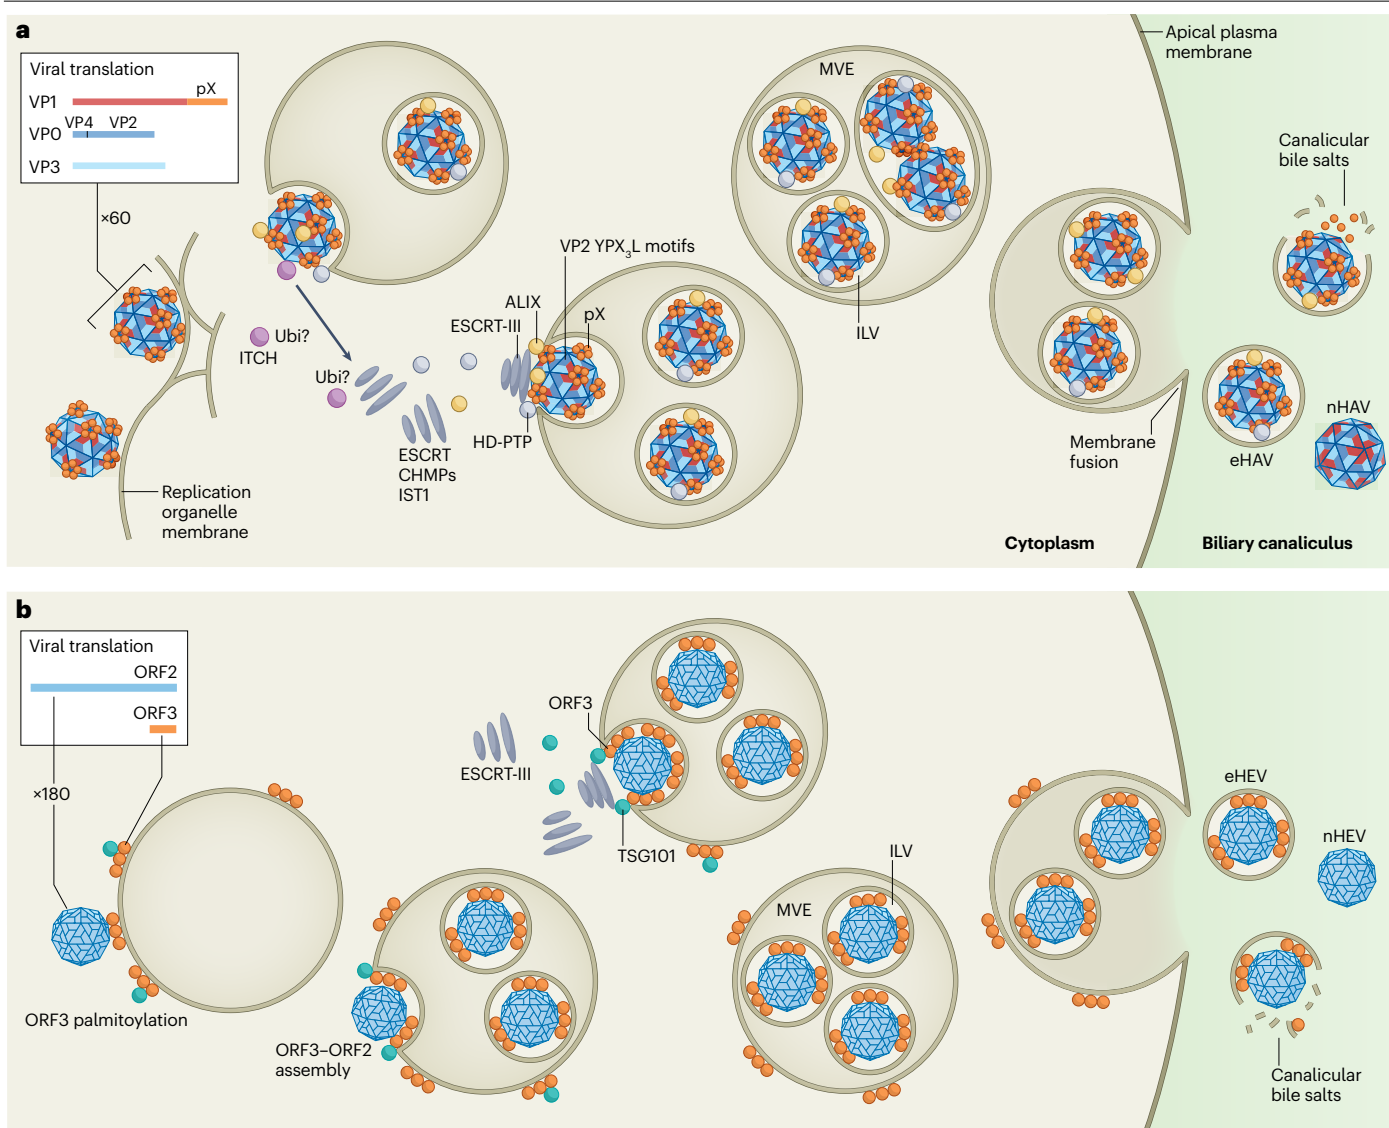 a
Viral translation
pX
VP1
VP4 VP2
VP0
VP3
×60
Ubi?
ITCH
Ubi?
Replication
organelle
membrane
ESCRT
CHMPs
IST1
VP2 YPX₃L motifs
ALIX
pX
ESCRT-III
HD-PTP
MVE
ILV
Apical plasma
membrane
Canalicular
bile salts
Membrane
fusion
nHAV
eHAV
Cytoplasm
Biliary canaliculus
b
Viral translation
ORF2
ORF3
×180
ORF3 palmitoylation
ORF3–ORF2
assembly
ORF3
ESCRT-III
TSG101
MVE
ILV
eHEV
nHEV
Canalicular
bile salts